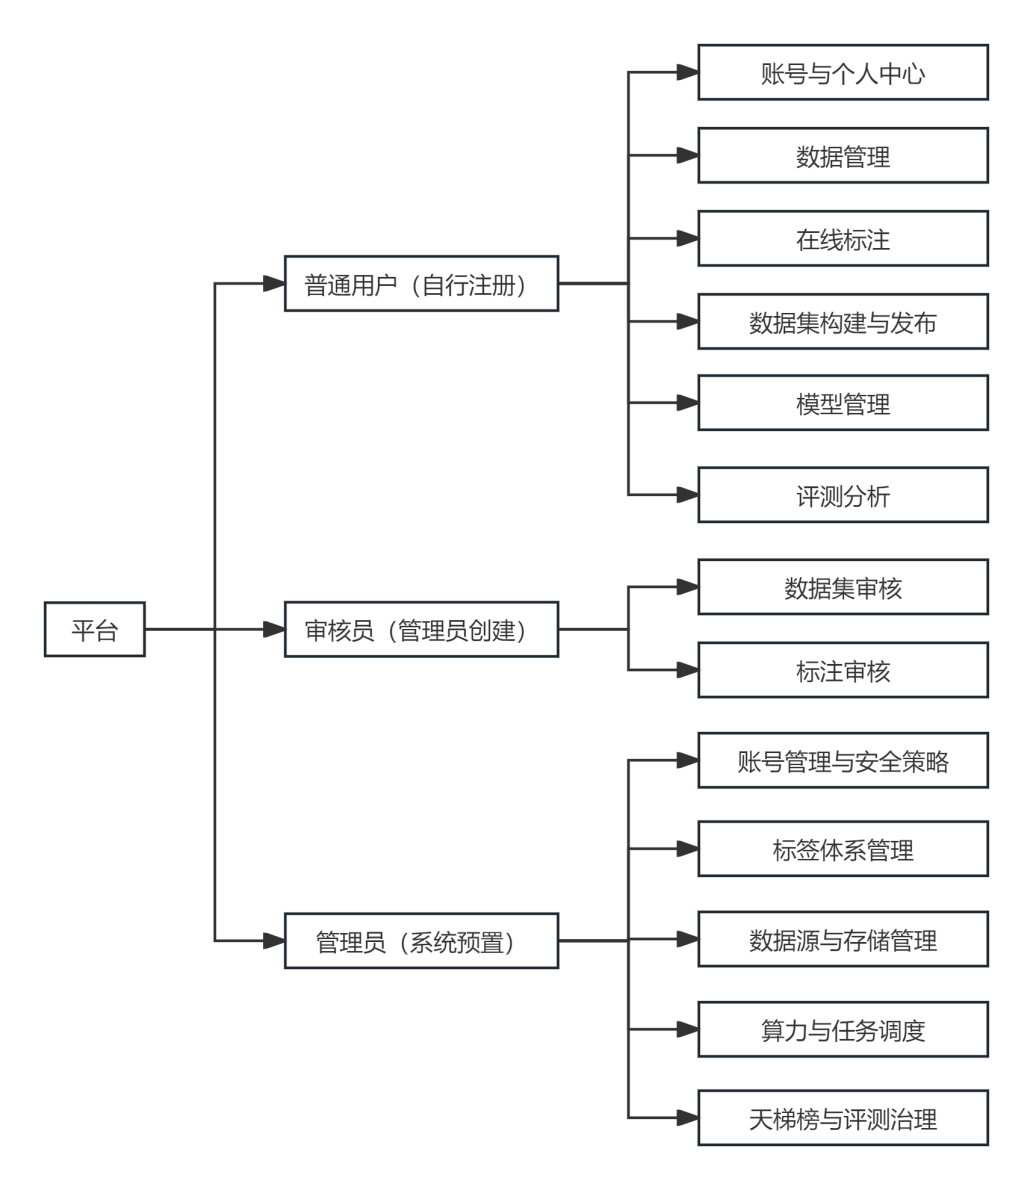 平台
普通用户（自行注册）
账号与个人中心
数据管理
在线标注
数据集构建与发布
模型管理
评测分析
审核员（管理员创建）
数据集审核
标注审核
管理员（系统预置）
账号管理与安全策略
标签体系管理
数据源与存储管理
算力与任务调度
天梯榜与评测治理